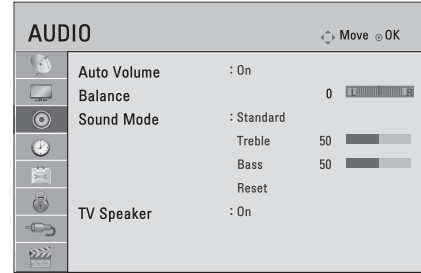 AUDIO
Move OK
Auto Volume : On
Balance 0 L R
Sound Mode : Standard
Treble 50
Bass 50
Reset
TV Speaker : On